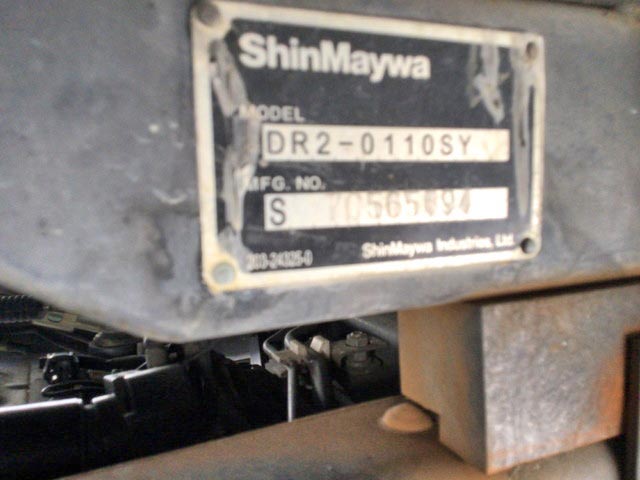 ShinMaywa
MODEL
DR2-0110SY
MFG. NO.
S
ShinMaywa Industries, Ltd.